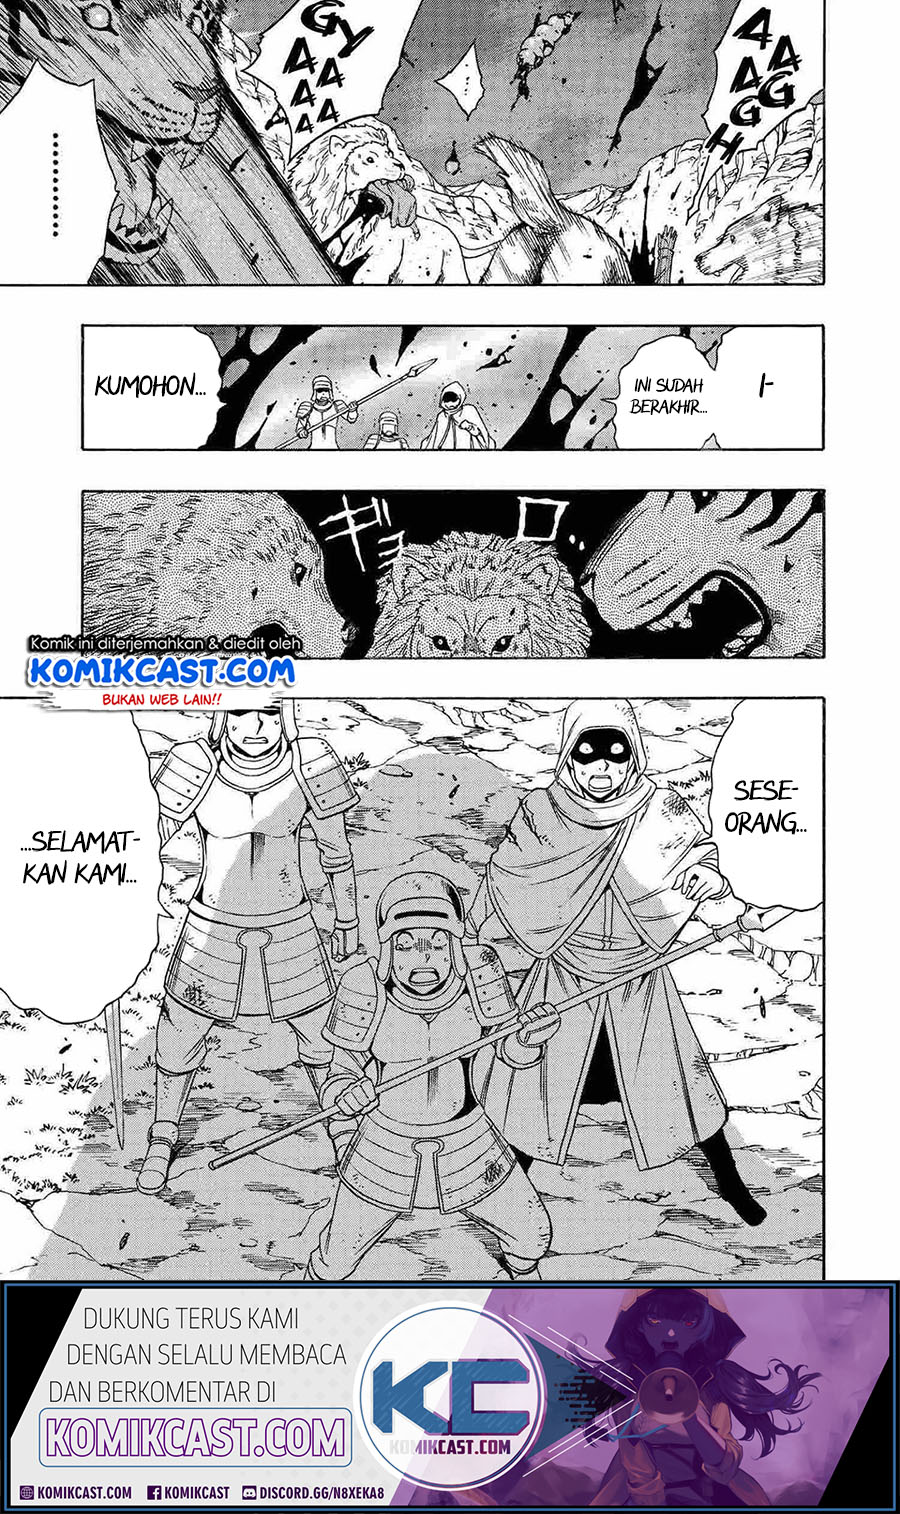 AAAGGH
GYAAAAA
...
..........
I-
INI SUDAH
BERAKHIR...
KUMOHON...
ギョロ..
Komik ini diterjemahkan & diedit oleh
KOMIKCAST.COM
BUKAN WEB LAIN!!
SESE-
ORANG...
...SELAMAT-
KAN KAMI...
DUKUNG TERUS KAMI
DENGAN SELALU MEMBACA
DAN BERKOMENTAR DI
KOMIKCAST.COM
KC
KOMIKCAST.COM
KOMIKCAST.COM KOMIKCAST DISCORD.GG/N8XEKA8